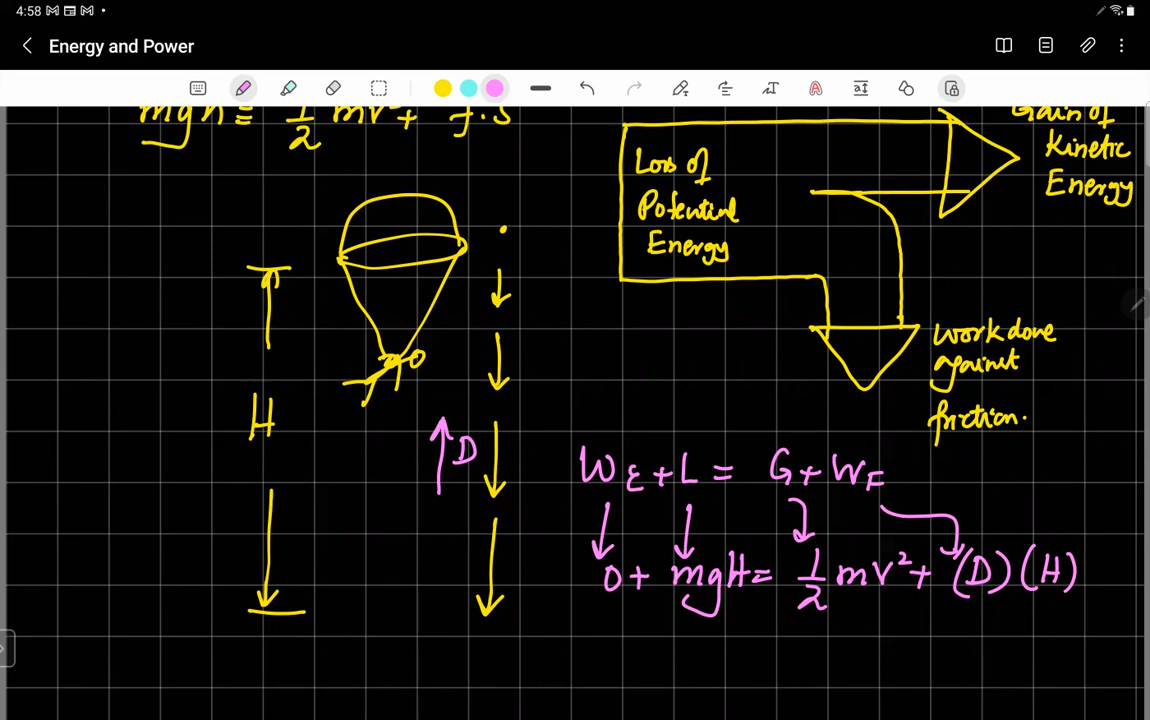 4:58
Energy and Power
mgh = 1/2 mv² + f.s
Gain of
Kinetic
Energy
Loss of
Potential
Energy
Work done
against
friction.
H
D
W_E + L = G + W_F
0 + mgH = 1/2 mv² + (D)(H)